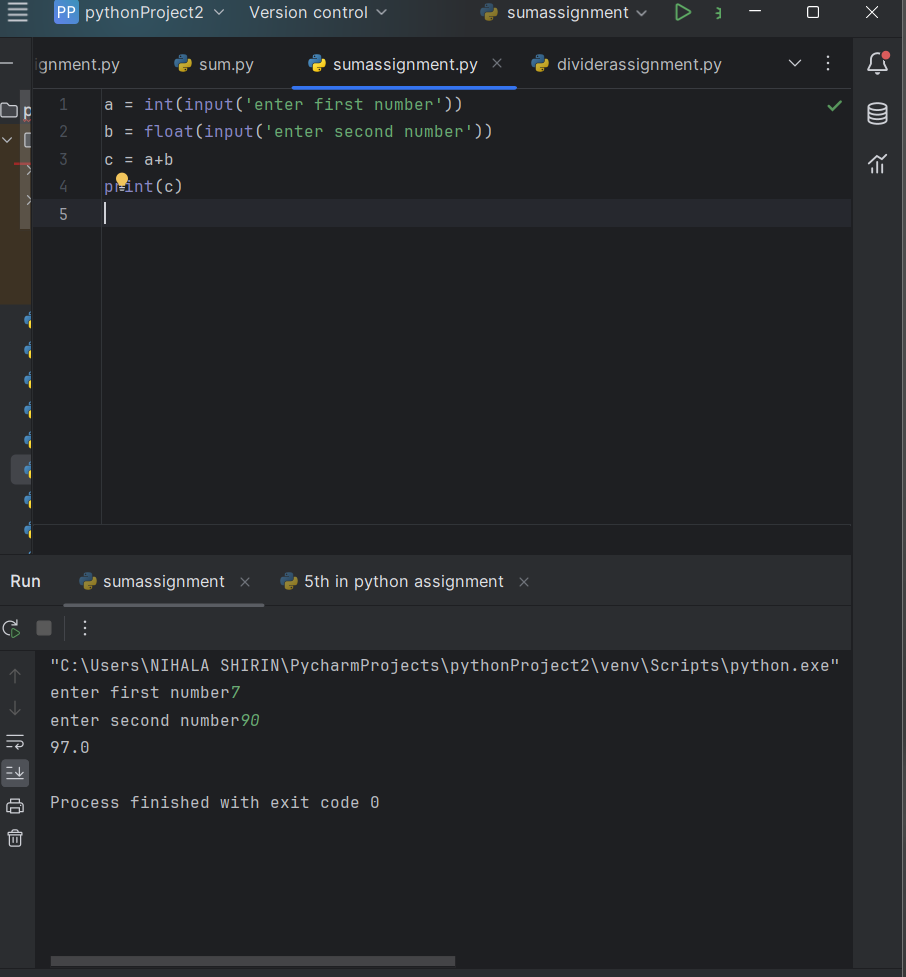 PP pythonProject2 Version control sumassignment
ignment.py sum.py sumassignment.py dividerassignment.py
p
1 a = int(input('enter first number'))
2 b = float(input('enter second number'))
3 c = a+b
4 print(c)
5
Run sumassignment 5th in python assignment
"C:\Users\NIHALA SHIRIN\PycharmProjects\pythonProject2\venv\Scripts\python.exe"
enter first number7
enter second number90
97.0
Process finished with exit code 0